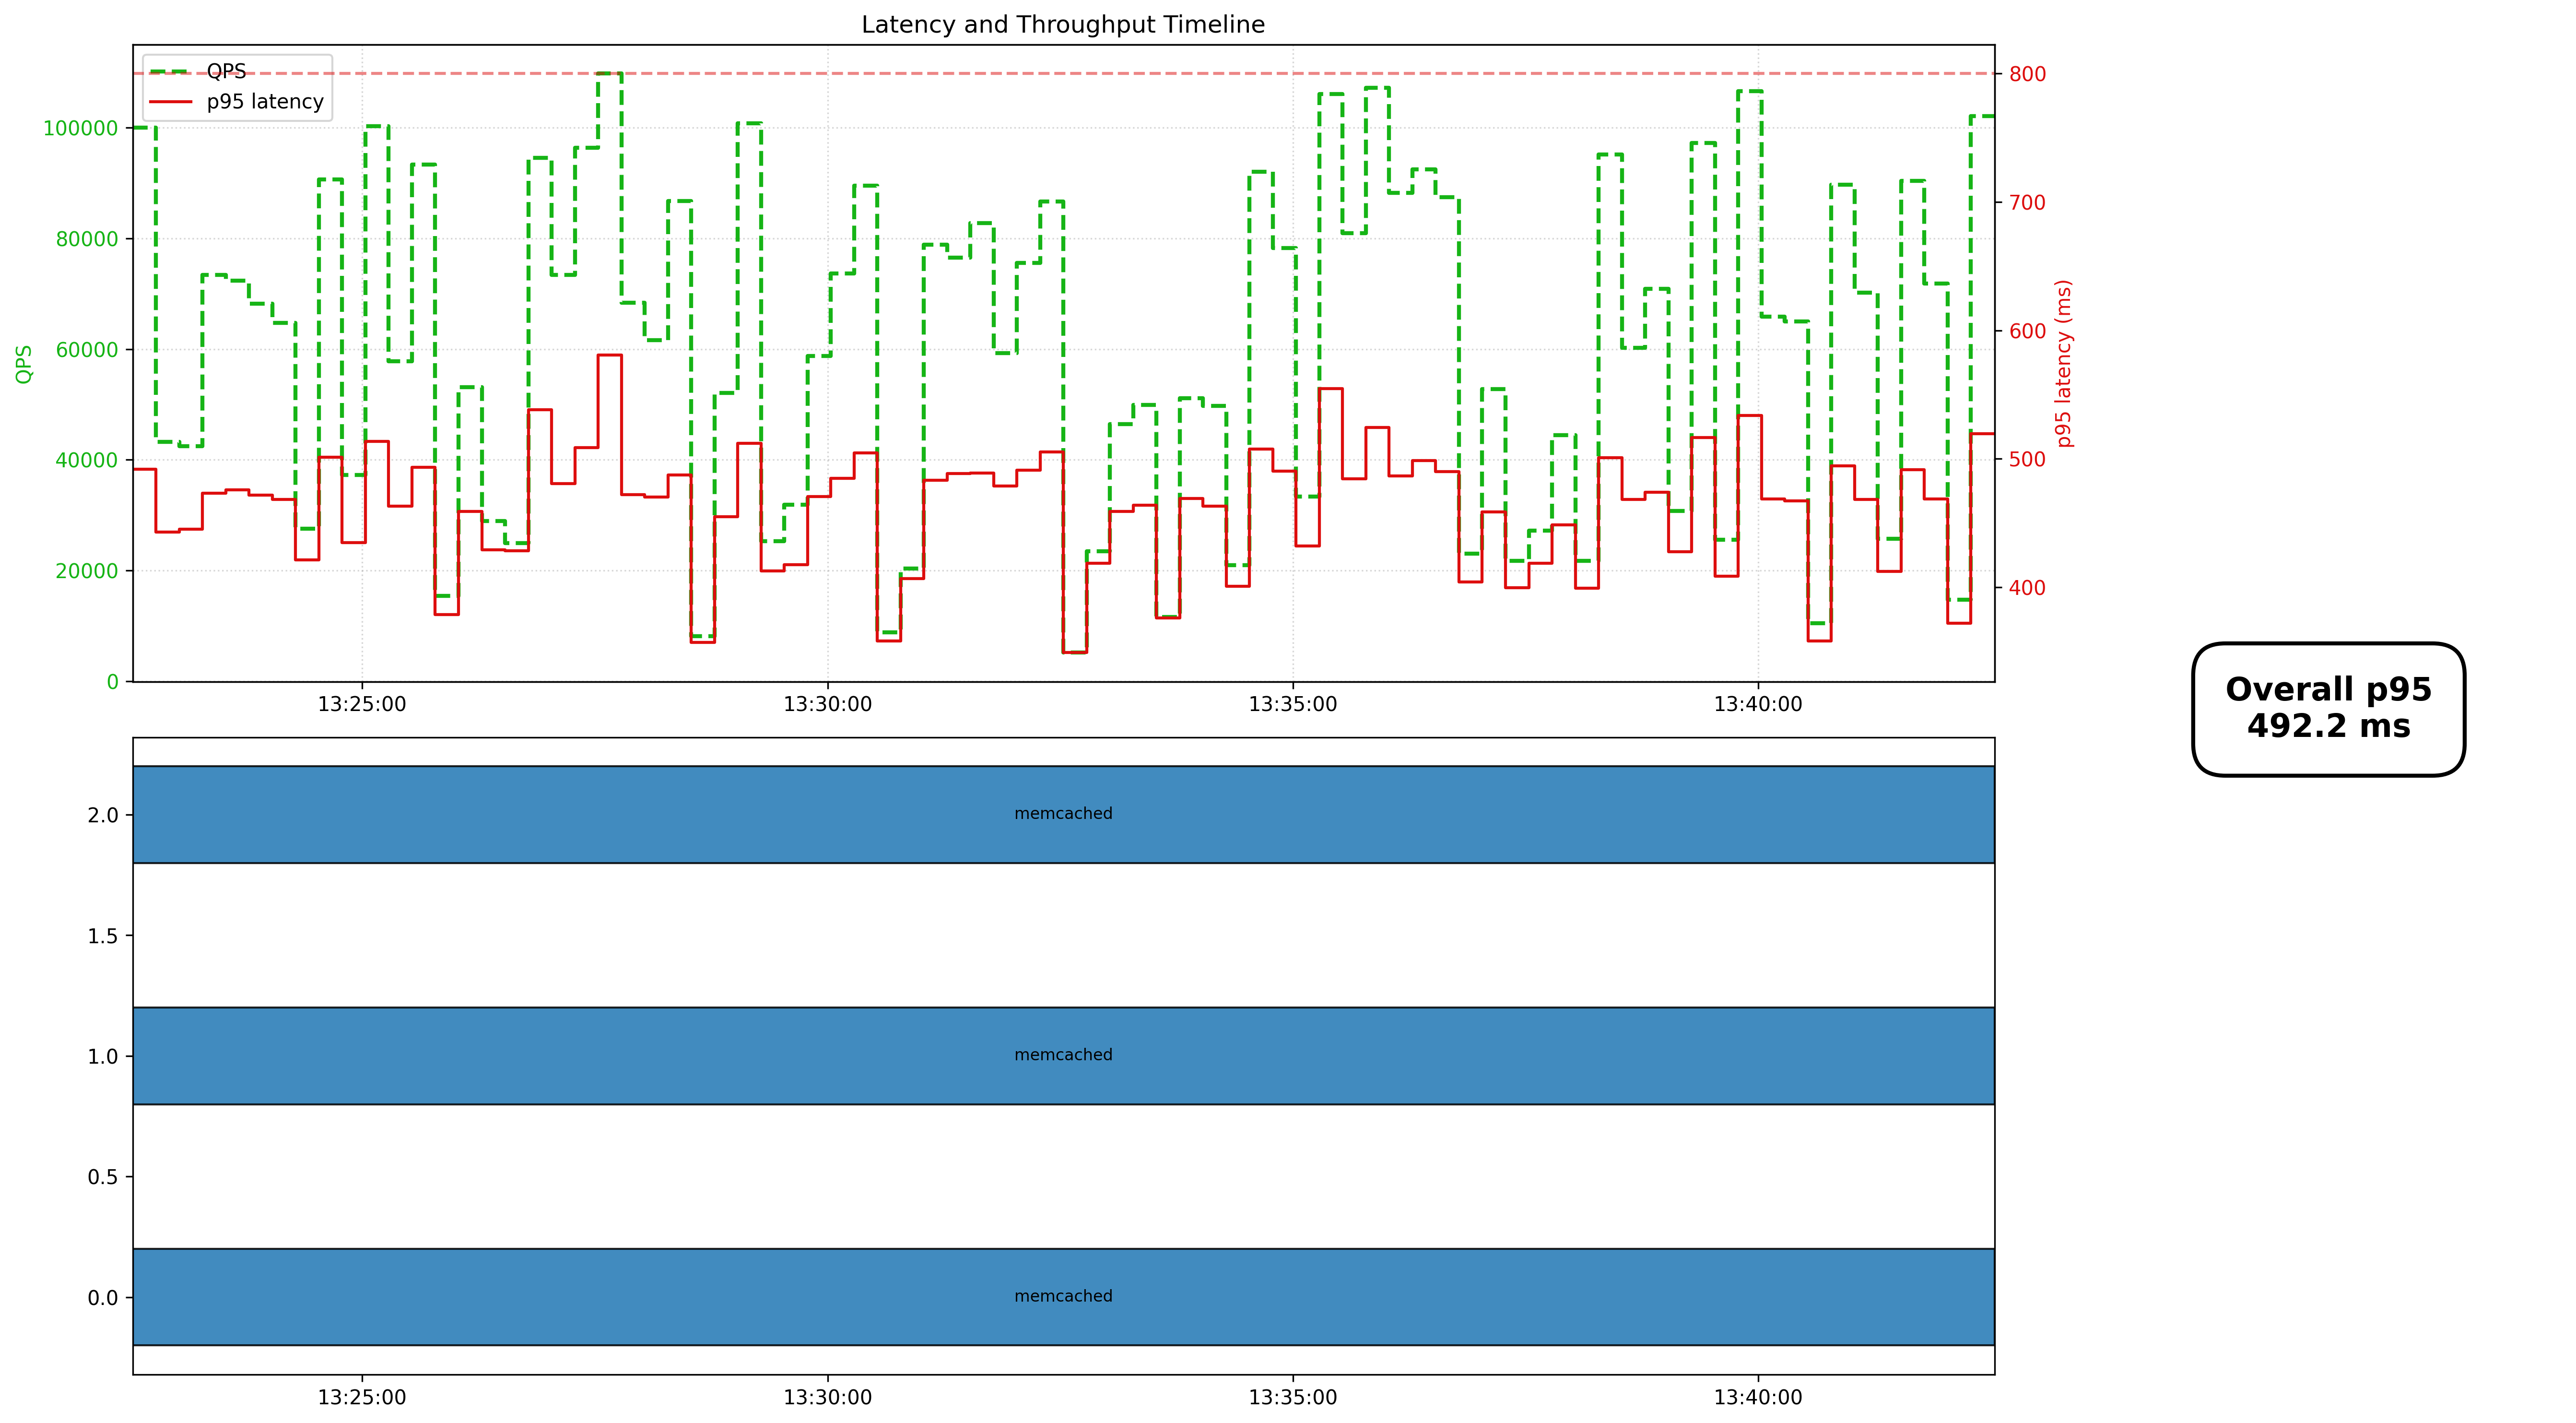 Latency and Throughput Timeline
QPS
p95 latency
100000
80000
60000
40000
20000
0
QPS
800
700
600
500
400
p95 latency (ms)
13:25:00
13:30:00
13:35:00
13:40:00
Overall p95
492.2 ms
2.0
1.5
1.0
0.5
0.0
memcached
memcached
memcached
13:25:00
13:30:00
13:35:00
13:40:00